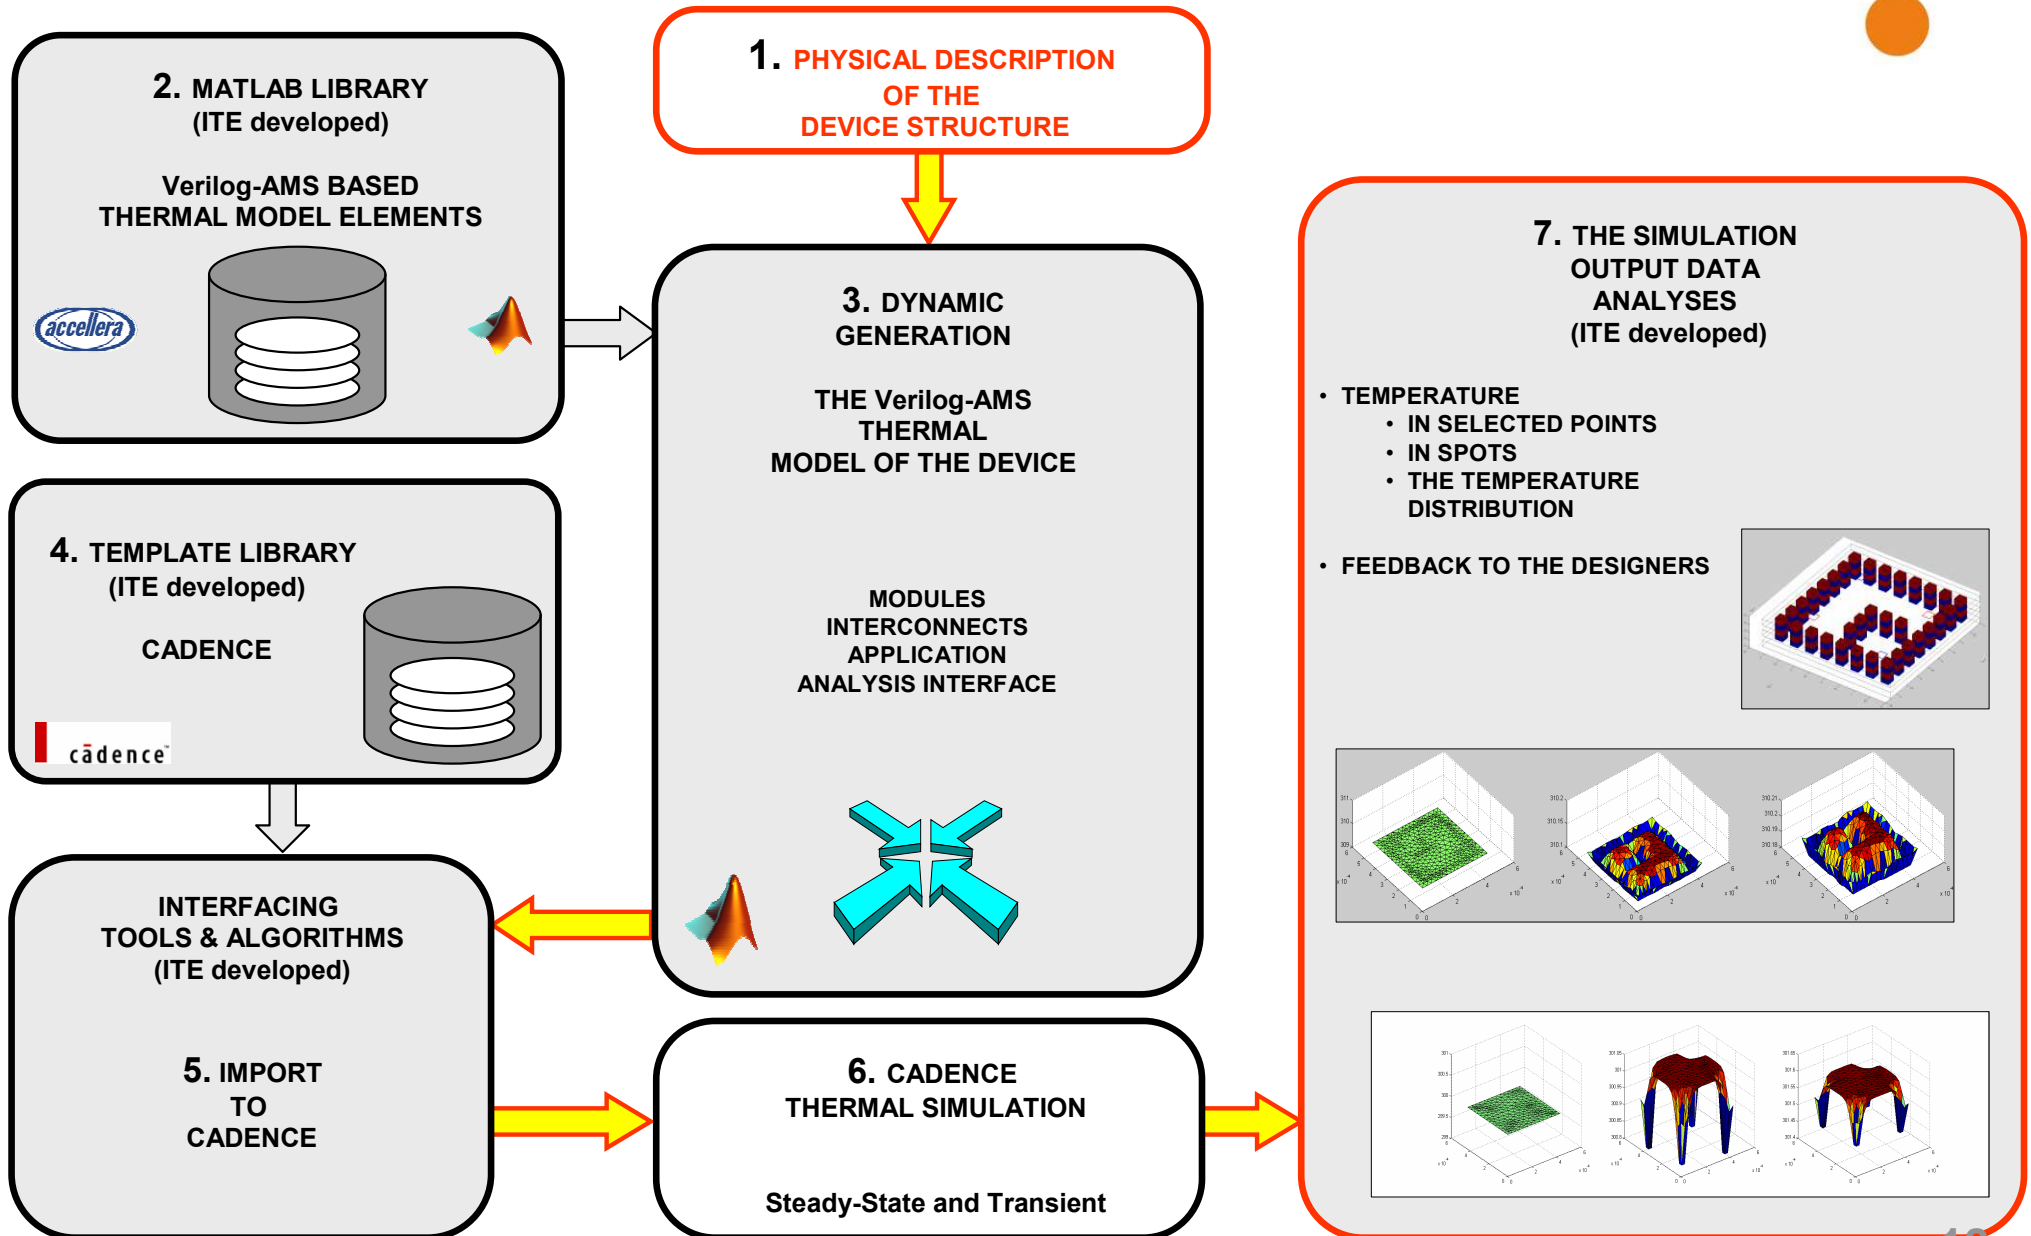 1. PHYSICAL DESCRIPTION
OF THE
DEVICE STRUCTURE
2. MATLAB LIBRARY
(ITE developed)
Verilog-AMS BASED
THERMAL MODEL ELEMENTS
accellera
3. DYNAMIC
GENERATION
THE Verilog-AMS
THERMAL
MODEL OF THE DEVICE
MODULES
INTERCONNECTS
APPLICATION
ANALYSIS INTERFACE
4. TEMPLATE LIBRARY
(ITE developed)
CADENCE
cādence™
INTERFACING
TOOLS & ALGORITHMS
(ITE developed)
5. IMPORT
TO
CADENCE
6. CADENCE
THERMAL SIMULATION
Steady-State and Transient
7. THE SIMULATION
OUTPUT DATA
ANALYSES
(ITE developed)
• TEMPERATURE
• IN SELECTED POINTS
• IN SPOTS
• THE TEMPERATURE
DISTRIBUTION
• FEEDBACK TO THE DESIGNERS